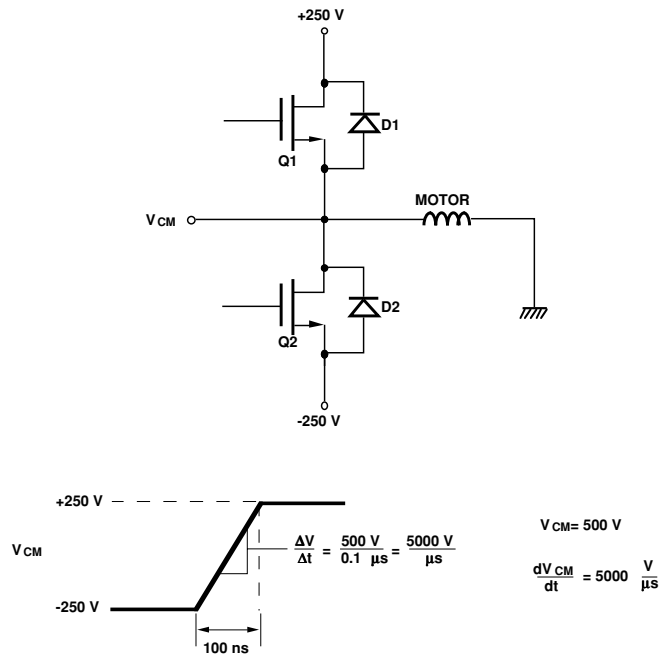 +250 V
D1
Q1
MOTOR
V CM
D2
Q2
-250 V
+250 V
V CM
ΔV/Δt = 500 V/0.1 µs = 5000 V/µs
-250 V
100 ns
V CM = 500 V
dV CM/dt = 5000 V/µs